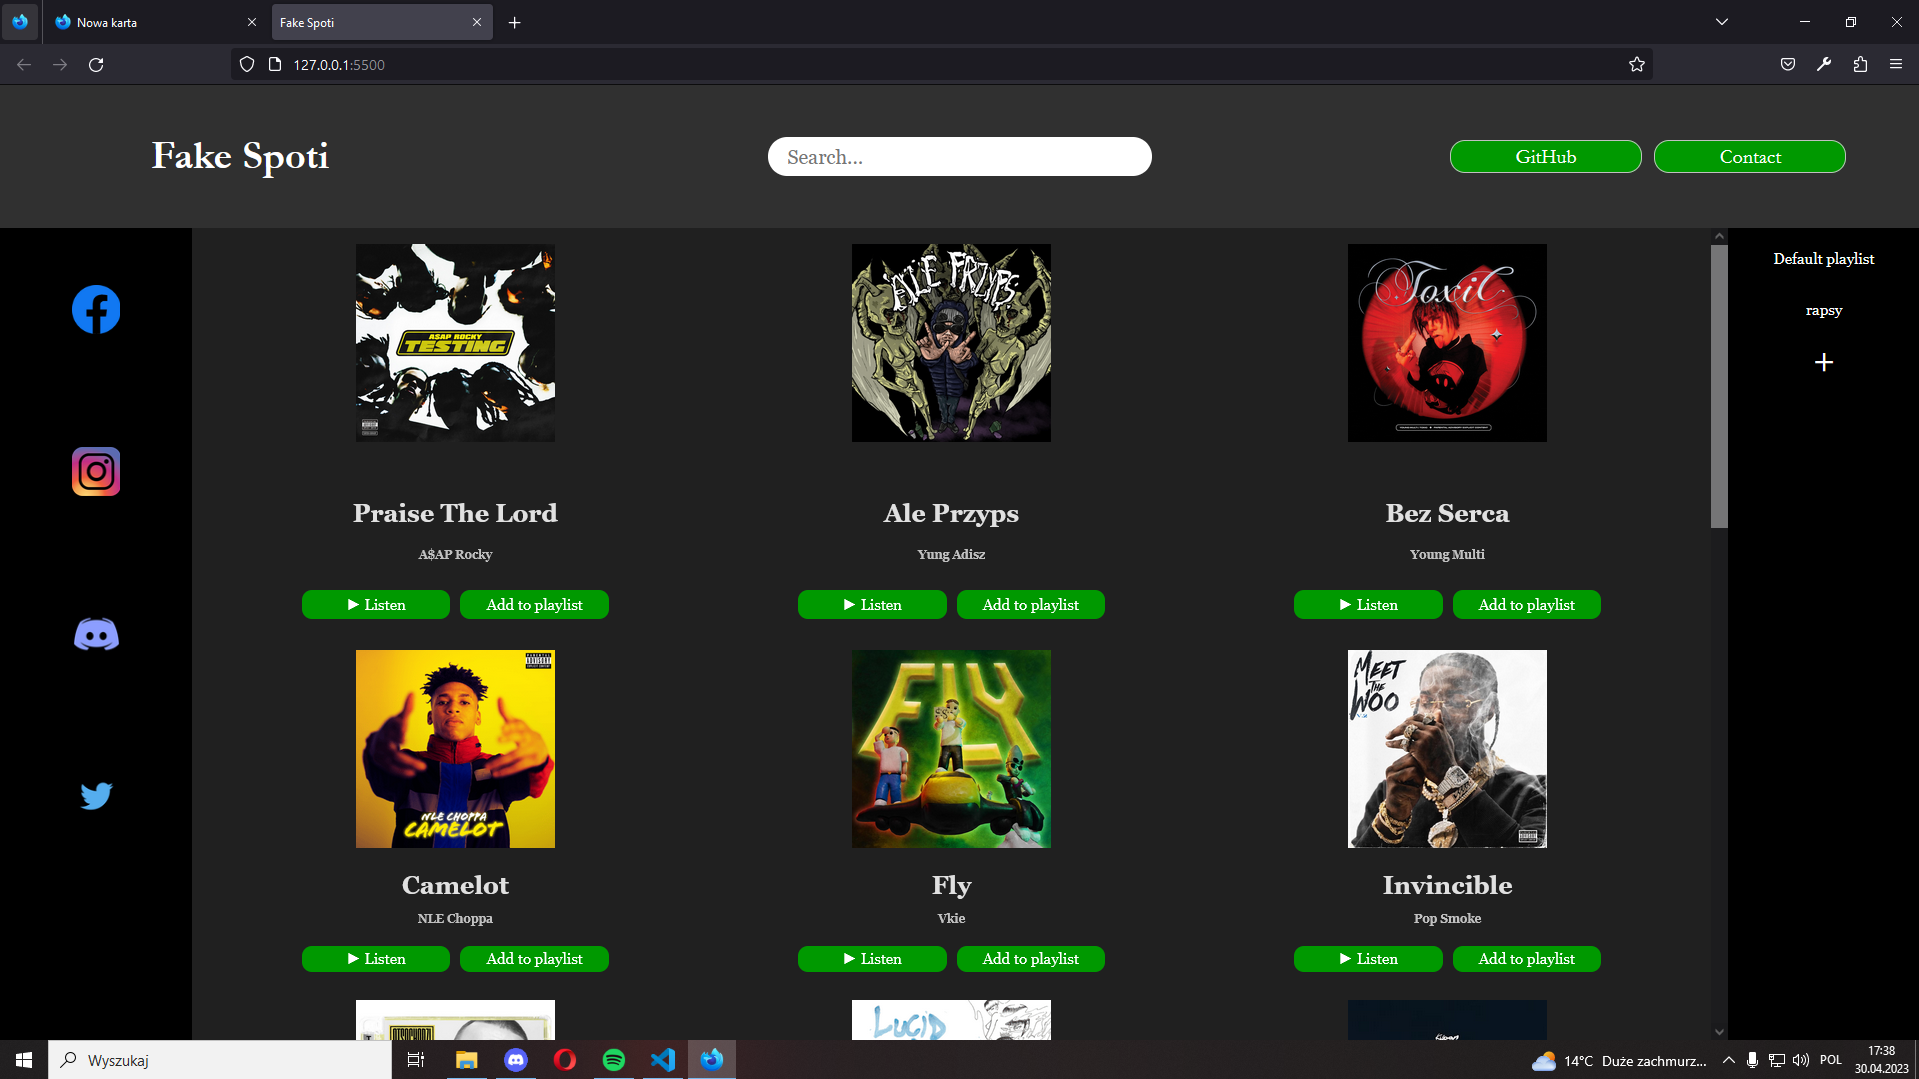 Nowa karta
Fake Spoti
127.0.0.1:5500
Fake Spoti
Search...
GitHub
Contact
Default playlist
rapsy
A$AP ROCKY
TESTING
ALE PRZYPS
Toxic
Praise The Lord
Ale Przyps
Bez Serca
A$AP Rocky
Yung Adisz
Young Multi
Listen
Add to playlist
Listen
Add to playlist
Listen
Add to playlist
PARENTAL
ADVISORY
NLE CHOPPA
CAMELOT
FLY
MEET
THE
WOO
Camelot
Fly
Invincible
NLE Choppa
Vkie
Pop Smoke
Listen
Add to playlist
Listen
Add to playlist
Listen
Add to playlist
LUCID
Wyszukaj
14°C Duże zachmurz...
POL
17:38
30.04.2023